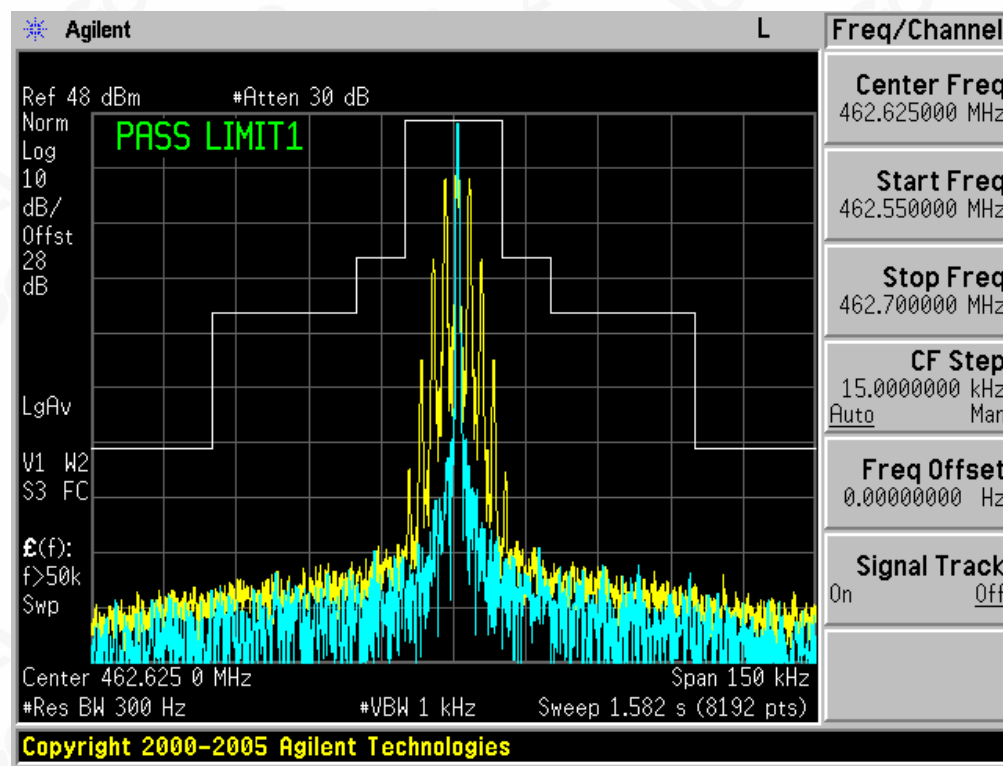 Agilent
L
Freq/Channel
Ref 48 dBm #Atten 30 dB
Norm
Log
10
dB/
Offst
28
dB
PASS LIMIT1
LgAv
V1 W2
S3 FC
£(f):
f>50k
Swp
Center 462.625 0 MHz Span 150 kHz
#Res BW 300 Hz #VBW 1 kHz Sweep 1.582 s (8192 pts)
Copyright 2000-2005 Agilent Technologies
Center Freq
462.625000 MHz
Start Freq
462.550000 MHz
Stop Freq
462.700000 MHz
CF Step
15.0000000 kHz
Auto Man
Freq Offset
0.00000000 Hz
Signal Track
On Off